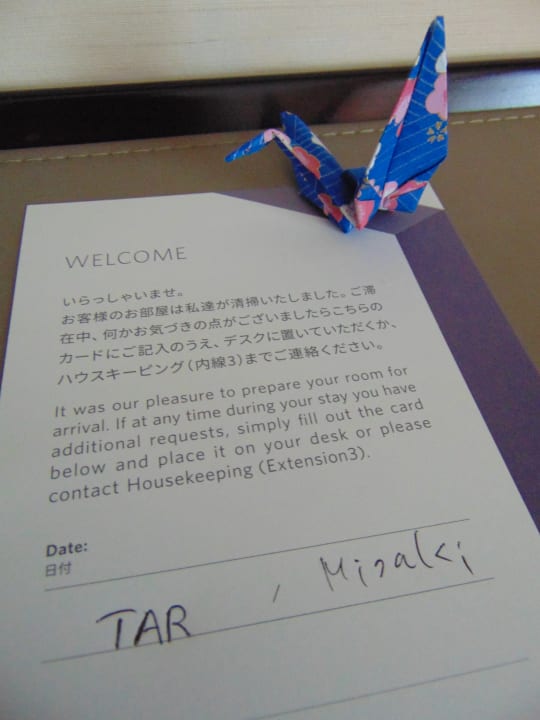 WELCOME
いらっしゃいませ。
お客様のお部屋は私達が清掃いたしました。ご滞
在中、何かお気づきの点がございましたらこちらの
カードにご記入のうえ、デスクに置いていただくか、
ハウスキーピング（内線3）までご連絡ください。
It was our pleasure to prepare your room for
arrival. If at any time during your stay you have
additional requests, simply fill out the card
below and place it on your desk or please
contact Housekeeping (Extension3).
Date:
日付
TAR , Misaki